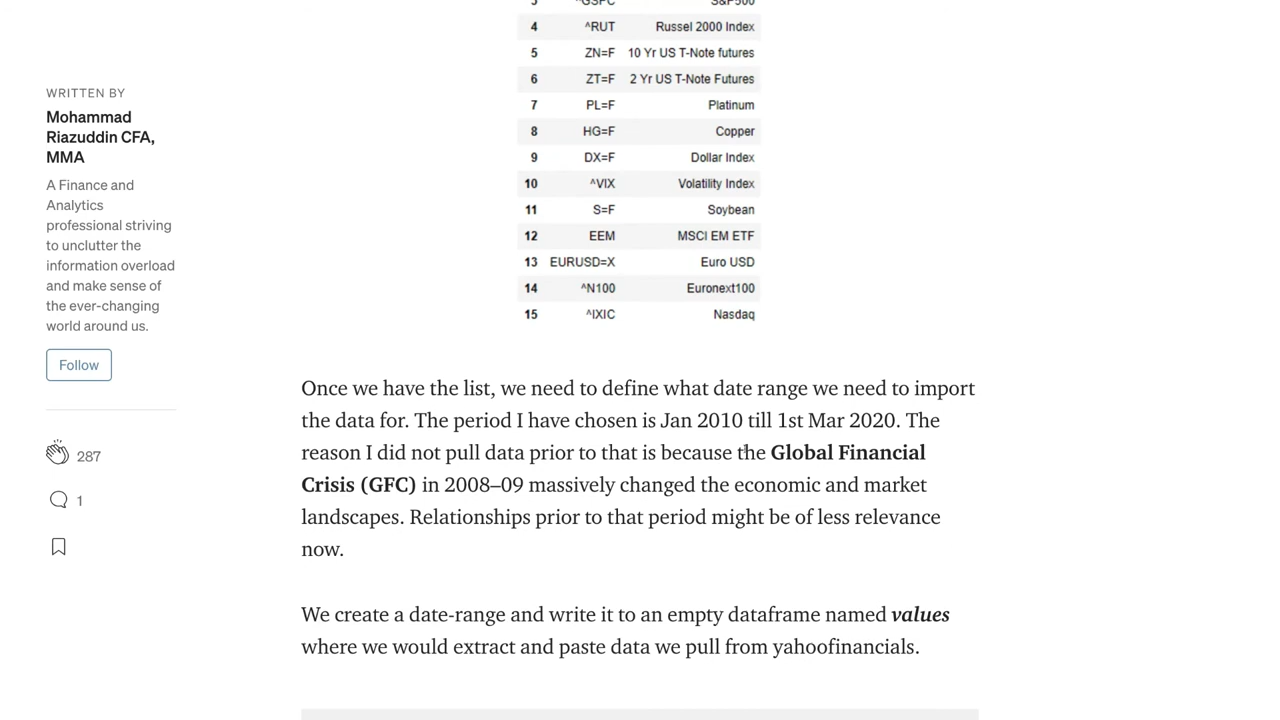 3 ^GSPC S&P500
4 ^RUT Russel 2000 Index
5 ZN=F 10 Yr US T-Note futures
6 ZT=F 2 Yr US T-Note Futures
7 PL=F Platinum
8 HG=F Copper
9 DX=F Dollar Index
10 ^VIX Volatility Index
11 S=F Soybean
12 EEM MSCI EM ETF
13 EURUSD=X Euro USD
14 ^N100 Euronext100
15 ^IXIC Nasdaq
WRITTEN BY
Mohammad
Riazuddin CFA,
MMA
A Finance and
Analytics
professional striving
to unclutter the
information overload
and make sense of
the ever-changing
world around us.
Follow
287
1
Once we have the list, we need to define what date range we need to import
the data for. The period I have chosen is Jan 2010 till 1st Mar 2020. The
reason I did not pull data prior to that is because the Global Financial
Crisis (GFC) in 2008–09 massively changed the economic and market
landscapes. Relationships prior to that period might be of less relevance
now.
We create a date-range and write it to an empty dataframe named values
where we would extract and paste data we pull from yahoofinancials.